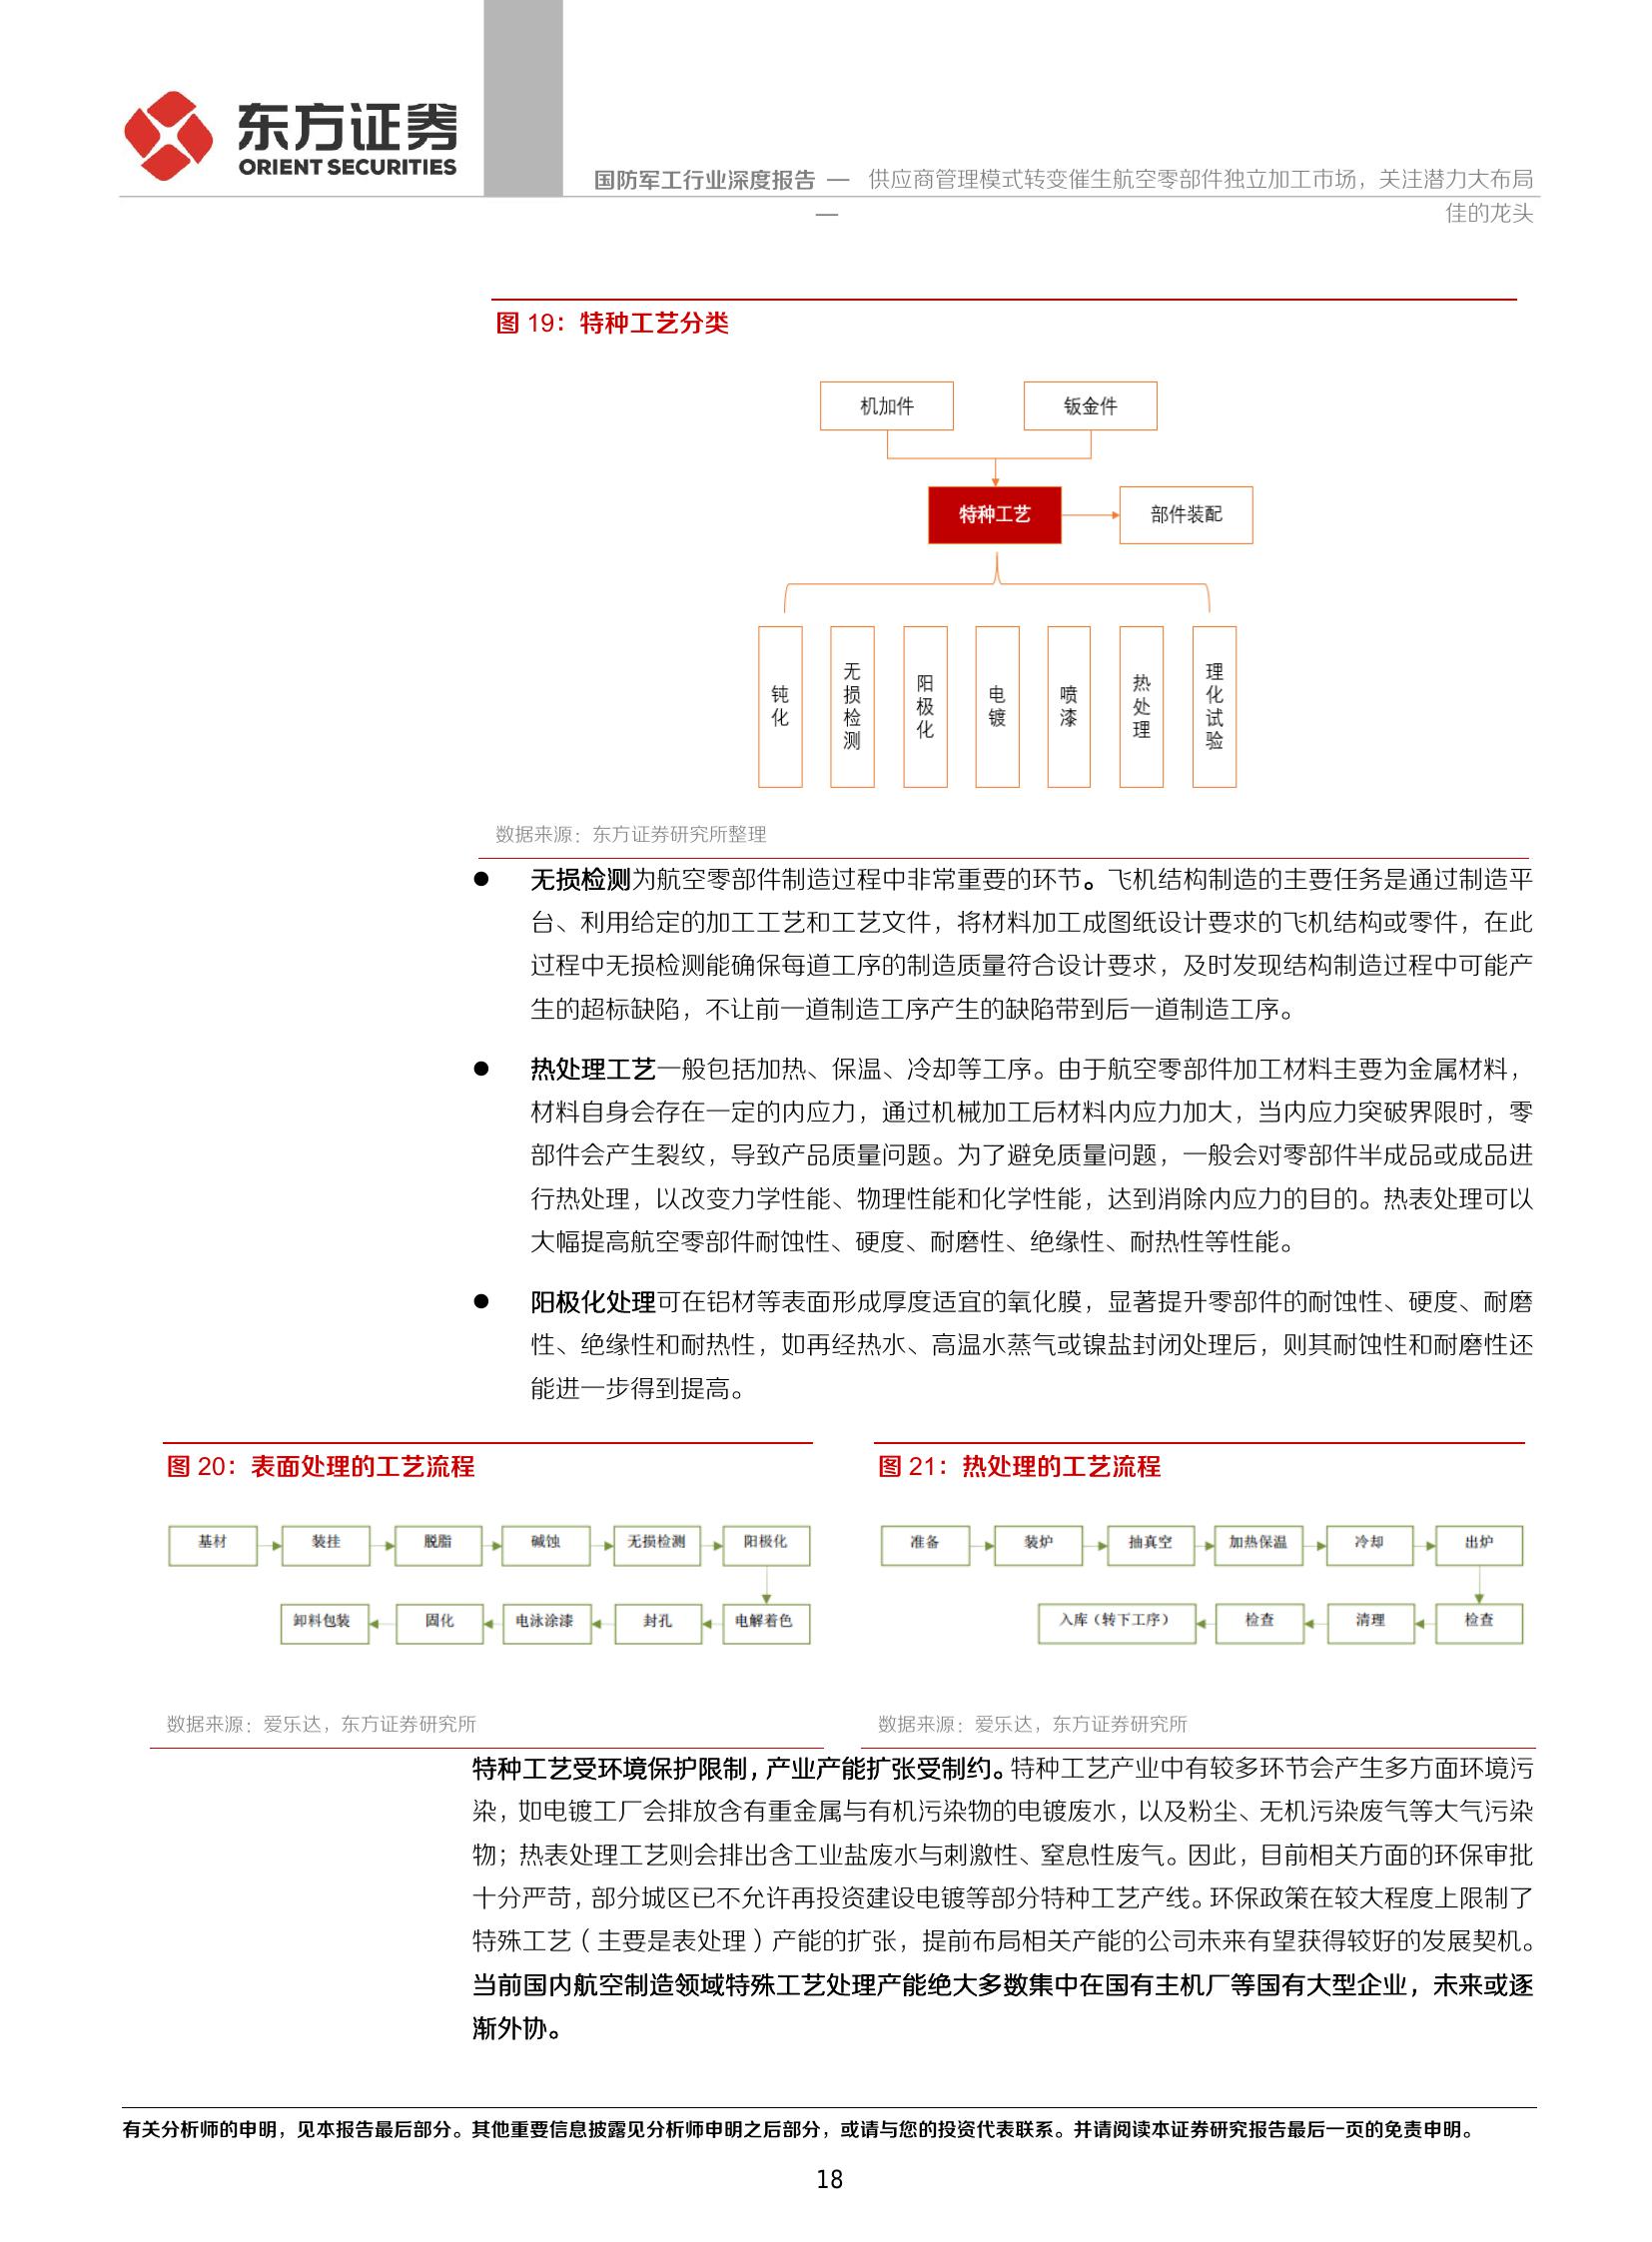 东方证券
ORIENT SECURITIES
国防军工行业深度报告 — 供应商管理模式转变催生航空零部件独立加工市场，关注潜力大布局
— 佳的龙头
图 19：特种工艺分类
机加件 钣金件
特种工艺 部件装配
钝化 无损检测 阳极化 电镀 喷漆 热处理 理化试验
数据来源：东方证券研究所整理
● 无损检测为航空零部件制造过程中非常重要的环节。飞机结构制造的主要任务是通过制造平
台、利用给定的加工工艺和工艺文件，将材料加工成图纸设计要求的飞机结构或零件，在此
过程中无损检测能确保每道工序的制造质量符合设计要求，及时发现结构制造过程中可能产
生的超标缺陷，不让前一道制造工序产生的缺陷带到后一道制造工序。
● 热处理工艺一般包括加热、保温、冷却等工序。由于航空零部件加工材料主要为金属材料，
材料自身会存在一定的内应力，通过机械加工后材料内应力加大，当内应力突破界限时，零
部件会产生裂纹，导致产品质量问题。为了避免质量问题，一般会对零部件半成品或成品进
行热处理，以改变力学性能、物理性能和化学性能，达到消除内应力的目的。热表处理可以
大幅提高航空零部件耐蚀性、硬度、耐磨性、绝缘性、耐热性等性能。
● 阳极化处理可在铝材等表面形成厚度适宜的氧化膜，显著提升零部件的耐蚀性、硬度、耐磨
性、绝缘性和耐热性，如再经热水、高温水蒸气或镍盐封闭处理后，则其耐蚀性和耐磨性还
能进一步得到提高。
图 20：表面处理的工艺流程
基材 装挂 脱脂 碱蚀 无损检测 阳极化
卸料包装 固化 电泳涂漆 封孔 电解着色
数据来源：爱乐达，东方证券研究所
图 21：热处理的工艺流程
准备 装炉 抽真空 加热保温 冷却 出炉
入库（转下工序） 检查 清理 检查
数据来源：爱乐达，东方证券研究所
特种工艺受环境保护限制，产业产能扩张受制约。特种工艺产业中有较多环节会产生多方面环境污
染，如电镀工厂会排放含有重金属与有机污染物的电镀废水，以及粉尘、无机污染废气等大气污染
物；热表处理工艺则会排出含工业盐废水与刺激性、窒息性废气。因此，目前相关方面的环保审批
十分严苛，部分城区已不允许再投资建设电镀等部分特种工艺产线。环保政策在较大程度上限制了
特殊工艺（主要是表处理）产能的扩张，提前布局相关产能的公司未来有望获得较好的发展契机。
当前国内航空制造领域特殊工艺处理产能绝大多数集中在国有主机厂等国有大型企业，未来或逐
渐外协。
有关分析师的申明，见本报告最后部分。其他重要信息披露见分析师申明之后部分，或请与您的投资代表联系。并请阅读本证券研究报告最后一页的免责申明。
18